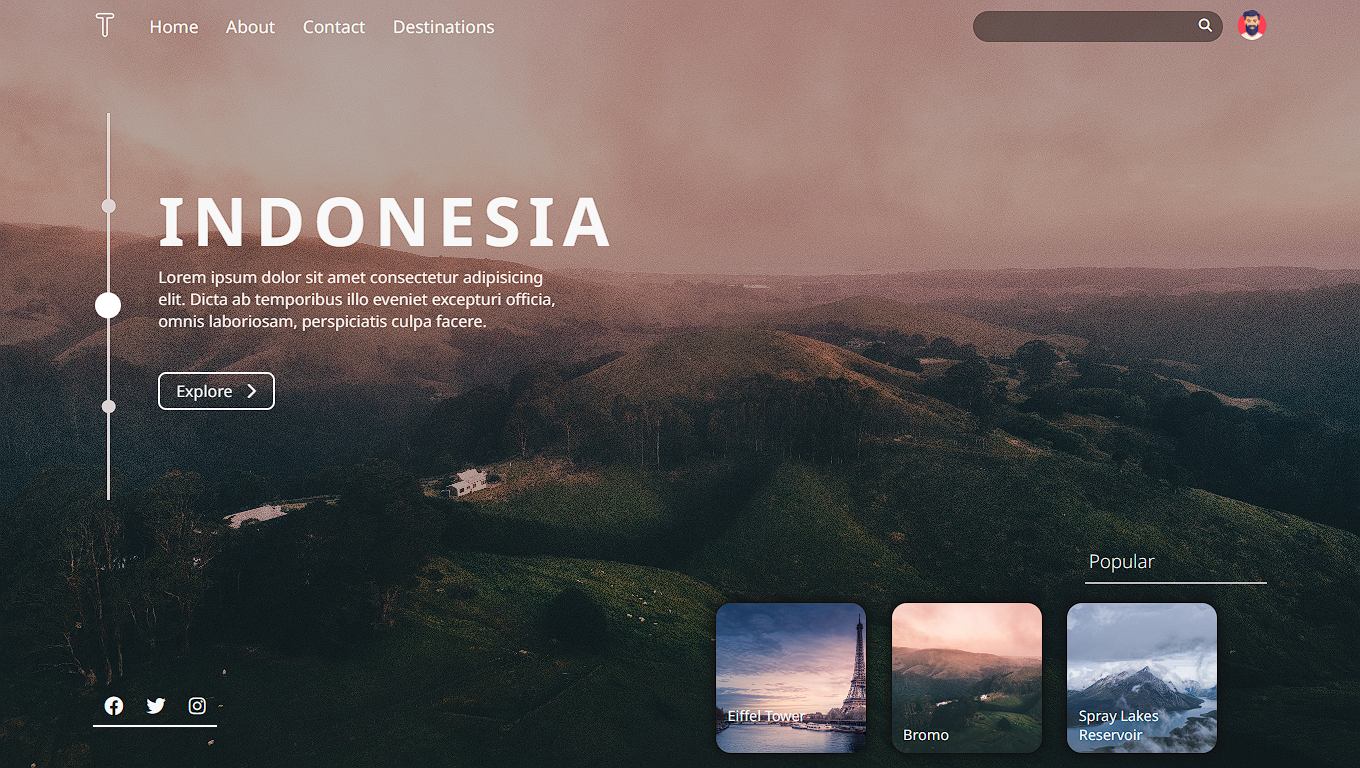 T
Home
About
Contact
Destinations
INDONESIA
Lorem ipsum dolor sit amet consectetur adipisicing
elit. Dicta ab temporibus illo eveniet excepturi officia,
omnis laboriosam, perspiciatis culpa facere.
Explore
Popular
Eiffel Tower
Bromo
Spray Lakes
Reservoir